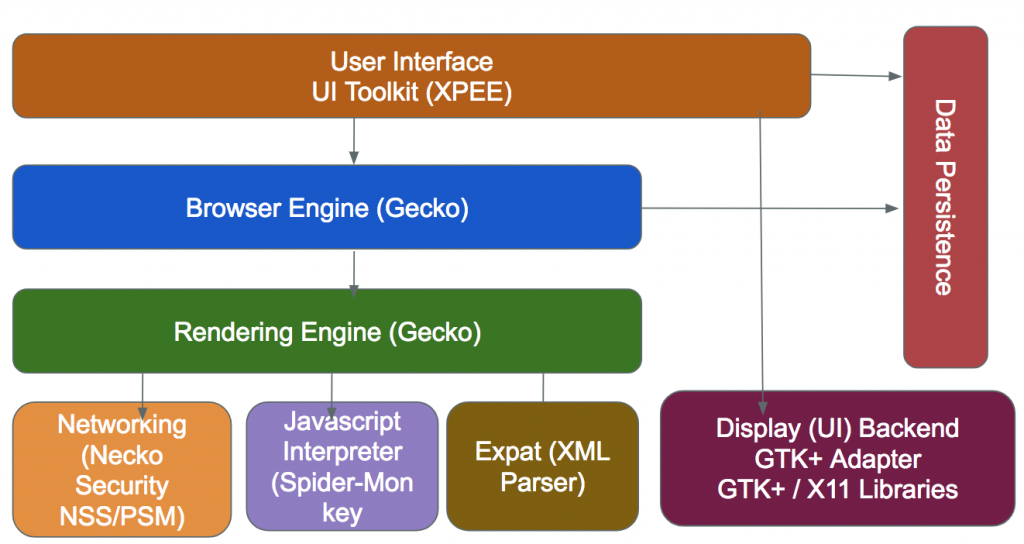 User Interface
UI Toolkit (XPEE)
Data Persistence
Browser Engine (Gecko)
Rendering Engine (Gecko)
Networking
(Necko
Security
NSS/PSM)
Javascript
Interpreter
(Spider-Mon
key
Expat (XML
Parser)
Display (UI) Backend
GTK+ Adapter
GTK+ / X11 Libraries